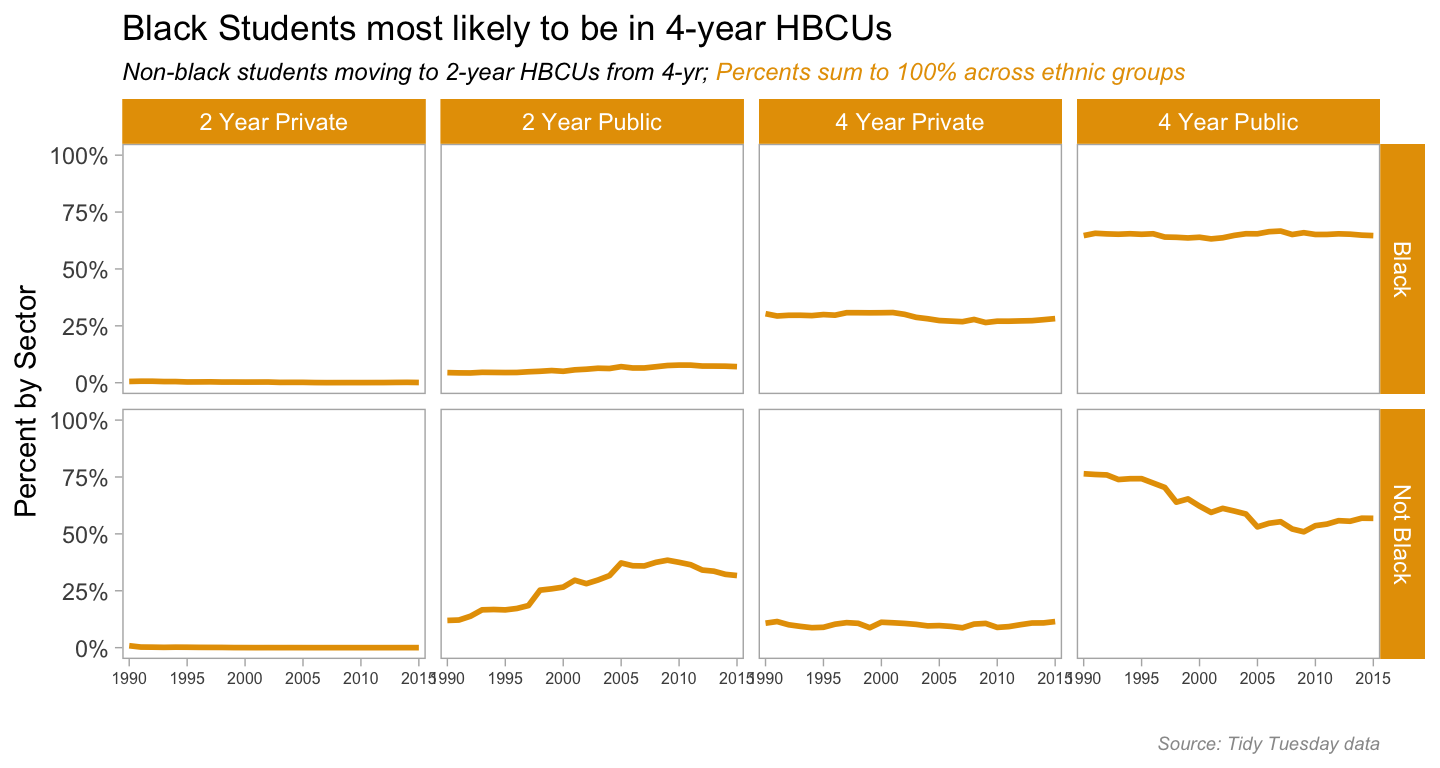 Black Students most likely to be in 4-year HBCUs
Non-black students moving to 2-year HBCUs from 4-yr; Percents sum to 100% across ethnic groups
2 Year Private 2 Year Public 4 Year Private 4 Year Public
Percent by Sector
100%
75%
50%
25%
0%
Black
100%
75%
50%
25%
0%
Not Black
1990 1995 2000 2005 2010 2015 1990 1995 2000 2005 2010 2015 1990 1995 2000 2005 2010 2015 1990 1995 2000 2005 2010 2015
Source: Tidy Tuesday data